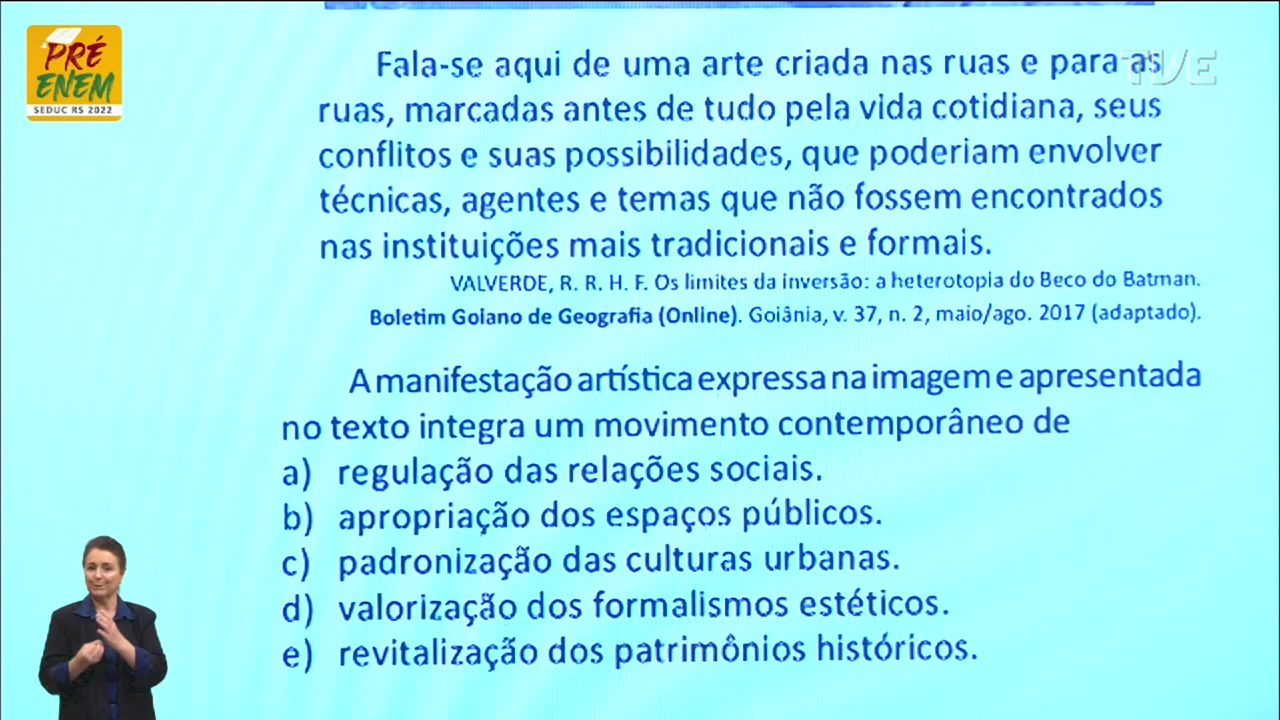 PRÉ
ENEM
SEDUC RS 2022
TVE
Fala-se aqui de uma arte criada nas ruas e para as
ruas, marcadas antes de tudo pela vida cotidiana, seus
conflitos e suas possibilidades, que poderiam envolver
técnicas, agentes e temas que não fossem encontrados
nas instituições mais tradicionais e formais.
VALVERDE, R. R. H. F. Os limites da inversão: a heterotopia do Beco do Batman.
Boletim Goiano de Geografia (Online). Goiânia, v. 37, n. 2, maio/ago. 2017 (adaptado).
A manifestação artística expressa na imagem e apresentada
no texto integra um movimento contemporâneo de
a) regulação das relações sociais.
b) apropriação dos espaços públicos.
c) padronização das culturas urbanas.
d) valorização dos formalismos estéticos.
e) revitalização dos patrimônios históricos.